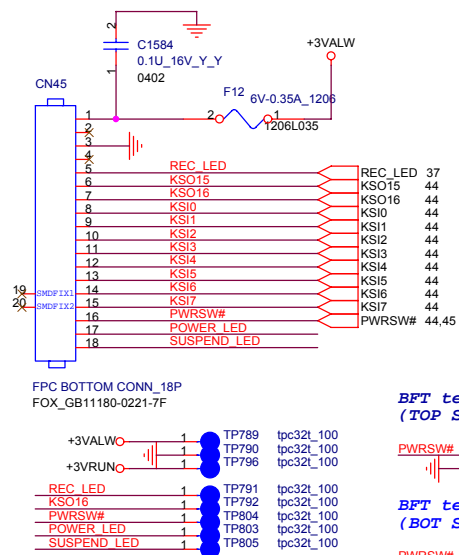 2
C1584
0.1U_16V_Y_Y
0402
1
+3VALW
CN45
F12
6V-0.35A_1206
2
1
1206L035
1
2
3
4
5 REC_LED REC_LED 37
6 KSO15 KSO15 44
7 KSO16 KSO16 44
8 KSI0 KSI0 44
9 KSI1 KSI1 44
10 KSI2 KSI2 44
11 KSI3 KSI3 44
12 KSI4 KSI4 44
13 KSI5 KSI5 44
19 SMDFIX1 14 KSI6 KSI6 44
20 SMDFIX2 15 KSI7 KSI7 44
16 PWRSW# PWRSW# 44,45
17 POWER_LED
18 SUSPEND_LED
FPC BOTTOM CONN_18P
FOX_GB11180-0221-7F
+3VALW 1 TP789 tpc32t_100
1 TP790 tpc32t_100
+3VRUN 1 TP796 tpc32t_100
REC_LED 1 TP791 tpc32t_100
KSO16 1 TP792 tpc32t_100
PWRSW# 1 TP804 tpc32t_100
POWER_LED 1 TP803 tpc32t_100
SUSPEND_LED 1 TP805 tpc32t_100
BFT te
(TOP S
PWRSW#
BFT te
(BOT S